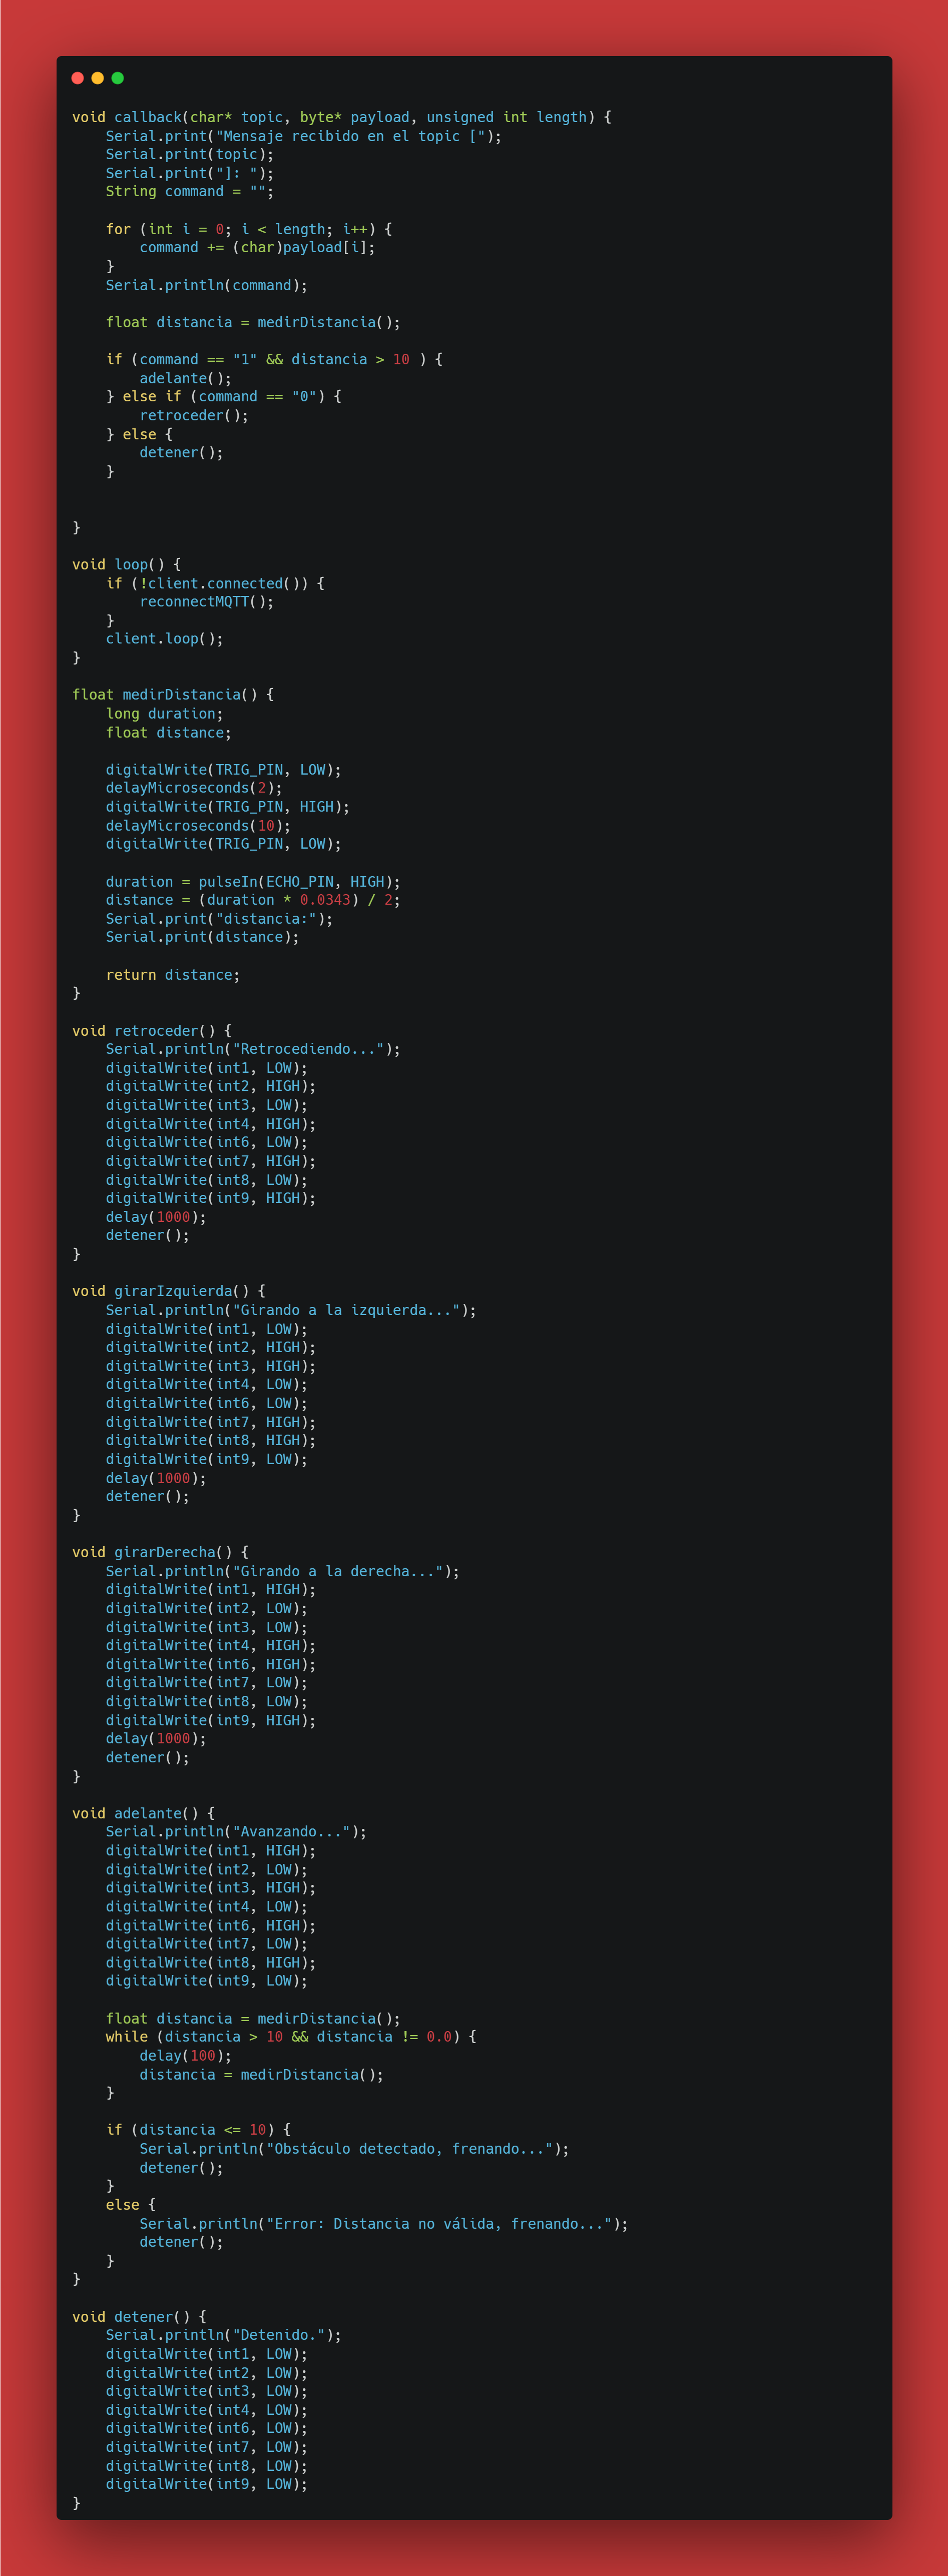 void callback(char* topic, byte* payload, unsigned int length) {
    Serial.print("Mensaje recibido en el topic [");
    Serial.print(topic);
    Serial.print("]: ");
    String command = "";

    for (int i = 0; i < length; i++) {
        command += (char)payload[i];
    }
    Serial.println(command);

    float distancia = medirDistancia();

    if (command == "1" && distancia > 10 ) {
        adelante();
    } else if (command == "0") {
        retroceder();
    } else {
        detener();
    }


}

void loop() {
    if (!client.connected()) {
        reconnectMQTT();
    }
    client.loop();
}

float medirDistancia() {
    long duration;
    float distance;

    digitalWrite(TRIG_PIN, LOW);
    delayMicroseconds(2);
    digitalWrite(TRIG_PIN, HIGH);
    delayMicroseconds(10);
    digitalWrite(TRIG_PIN, LOW);

    duration = pulseIn(ECHO_PIN, HIGH);
    distance = (duration * 0.0343) / 2;
    Serial.print("distancia:");
    Serial.print(distance);

    return distance;
}

void retroceder() {
    Serial.println("Retrocediendo...");
    digitalWrite(int1, LOW);
    digitalWrite(int2, HIGH);
    digitalWrite(int3, LOW);
    digitalWrite(int4, HIGH);
    digitalWrite(int6, LOW);
    digitalWrite(int7, HIGH);
    digitalWrite(int8, LOW);
    digitalWrite(int9, HIGH);
    delay(1000);
    detener();
}

void girarIzquierda() {
    Serial.println("Girando a la izquierda...");
    digitalWrite(int1, LOW);
    digitalWrite(int2, HIGH);
    digitalWrite(int3, HIGH);
    digitalWrite(int4, LOW);
    digitalWrite(int6, LOW);
    digitalWrite(int7, HIGH);
    digitalWrite(int8, HIGH);
    digitalWrite(int9, LOW);
    delay(1000);
    detener();
}

void girarDerecha() {
    Serial.println("Girando a la derecha...");
    digitalWrite(int1, HIGH);
    digitalWrite(int2, LOW);
    digitalWrite(int3, LOW);
    digitalWrite(int4, HIGH);
    digitalWrite(int6, HIGH);
    digitalWrite(int7, LOW);
    digitalWrite(int8, LOW);
    digitalWrite(int9, HIGH);
    delay(1000);
    detener();
}

void adelante() {
    Serial.println("Avanzando...");
    digitalWrite(int1, HIGH);
    digitalWrite(int2, LOW);
    digitalWrite(int3, HIGH);
    digitalWrite(int4, LOW);
    digitalWrite(int6, HIGH);
    digitalWrite(int7, LOW);
    digitalWrite(int8, HIGH);
    digitalWrite(int9, LOW);

    float distancia = medirDistancia();
    while (distancia > 10 && distancia != 0.0) {
        delay(100);
        distancia = medirDistancia();
    }

    if (distancia <= 10) {
        Serial.println("Obstáculo detectado, frenando...");
        detener();
    }
    else {
        Serial.println("Error: Distancia no válida, frenando...");
        detener();
    }
}

void detener() {
    Serial.println("Detenido.");
    digitalWrite(int1, LOW);
    digitalWrite(int2, LOW);
    digitalWrite(int3, LOW);
    digitalWrite(int4, LOW);
    digitalWrite(int6, LOW);
    digitalWrite(int7, LOW);
    digitalWrite(int8, LOW);
    digitalWrite(int9, LOW);
}